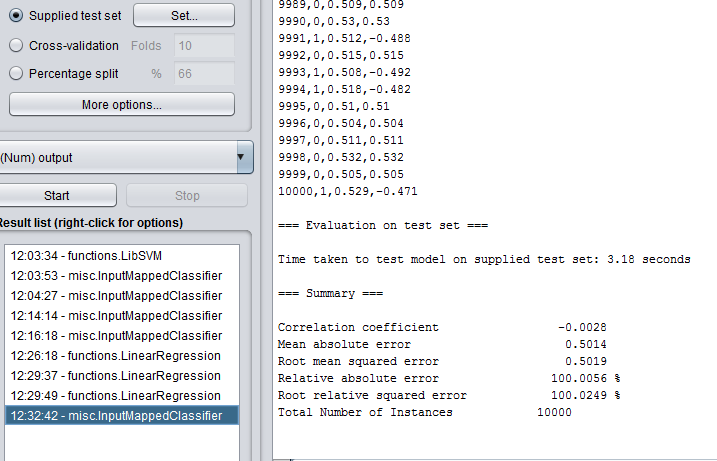 Supplied test set
Set...
Cross-validation Folds 10
Percentage split % 66
More options...
(Num) output
Start
Stop
Result list (right-click for options)
12:03:34 - functions.LibSVM
12:03:53 - misc.InputMappedClassifier
12:04:27 - misc.InputMappedClassifier
12:14:14 - misc.InputMappedClassifier
12:16:18 - misc.InputMappedClassifier
12:26:18 - functions.LinearRegression
12:29:37 - functions.LinearRegression
12:29:49 - functions.LinearRegression
12:32:42 - misc.InputMappedClassifier
9989,0,0.509,0.509
9990,0,0.53,0.53
9991,1,0.512,-0.488
9992,0,0.515,0.515
9993,1,0.508,-0.492
9994,1,0.518,-0.482
9995,0,0.51,0.51
9996,0,0.504,0.504
9997,0,0.511,0.511
9998,0,0.532,0.532
9999,0,0.505,0.505
10000,1,0.529,-0.471
=== Evaluation on test set ===
Time taken to test model on supplied test set: 3.18 seconds
=== Summary ===
Correlation coefficient -0.0028
Mean absolute error 0.5014
Root mean squared error 0.5019
Relative absolute error 100.0056 %
Root relative squared error 100.0249 %
Total Number of Instances 10000